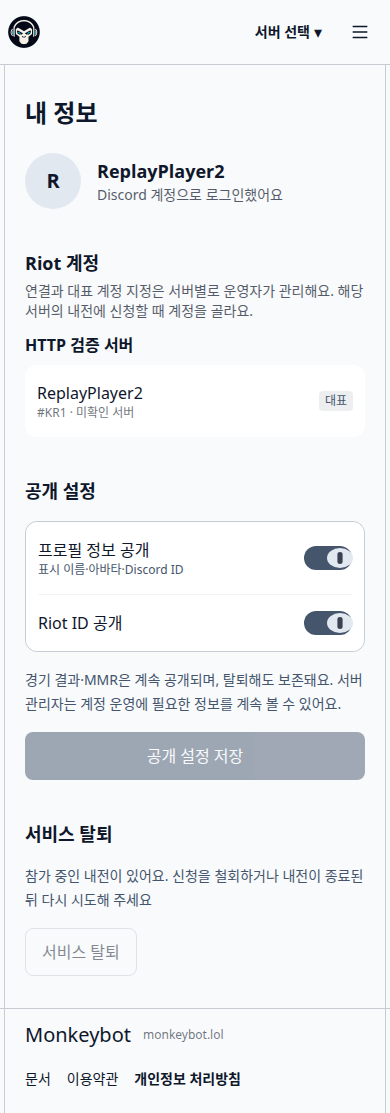 서버 선택 ▾
내 정보
R
ReplayPlayer2
Discord 계정으로 로그인했어요
Riot 계정
연결과 대표 계정 지정은 서버별로 운영자가 관리해요. 해당
서버의 내전에 신청할 때 계정을 골라요.
HTTP 검증 서버
ReplayPlayer2
대표
#KR1 · 미확인 서버
공개 설정
프로필 정보 공개
표시 이름·아바타·Discord ID
Riot ID 공개
경기 결과·MMR은 계속 공개되며, 탈퇴해도 보존돼요. 서버
관리자는 계정 운영에 필요한 정보를 계속 볼 수 있어요.
공개 설정 저장
서비스 탈퇴
참가 중인 내전이 있어요. 신청을 철회하거나 내전이 종료된
뒤 다시 시도해 주세요
서비스 탈퇴
Monkeybot monkeybot.lol
문서 이용약관 개인정보 처리방침